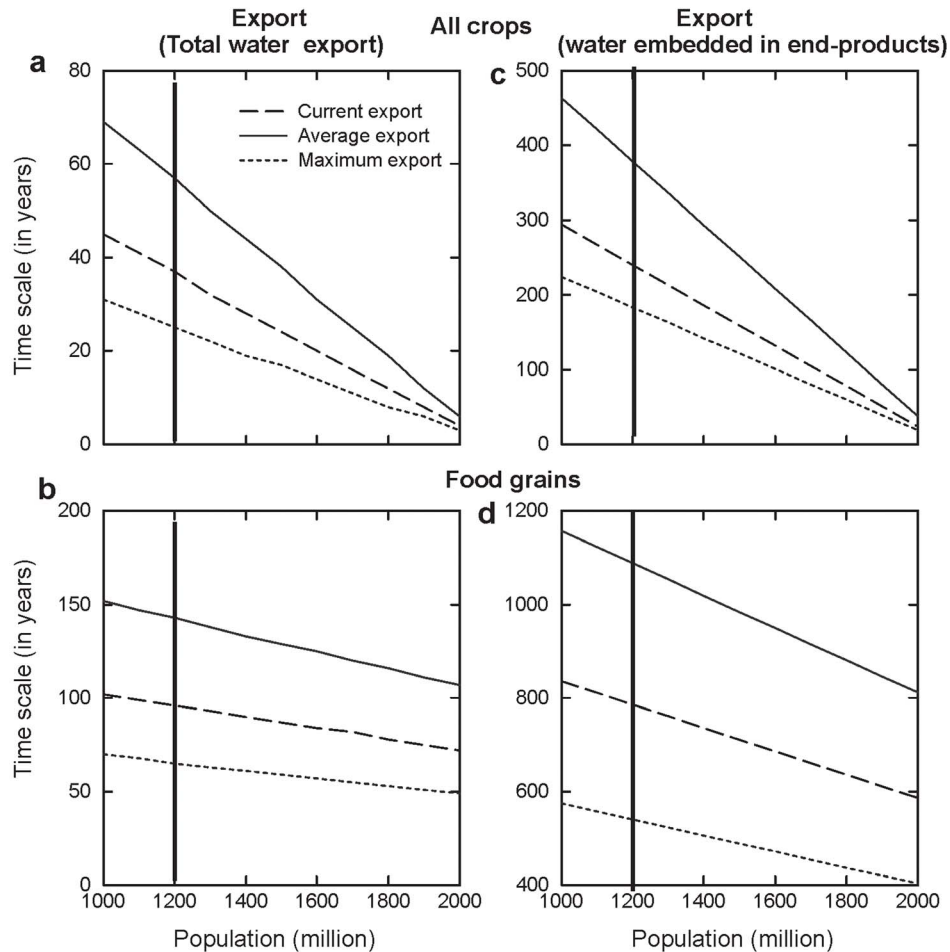 Export
(Total water export)
All crops
Export
(water embedded in end-products)
a
80
60
40
20
0
Time scale (in years)
Current export
Average export
Maximum export
c
500
400
300
200
100
0
Food grains
b
200
150
100
50
0
Time scale (in years)
1000 1200 1400 1600 1800 2000
Population (million)
d
1200
1000
800
600
400
1000 1200 1400 1600 1800 2000
Population (million)